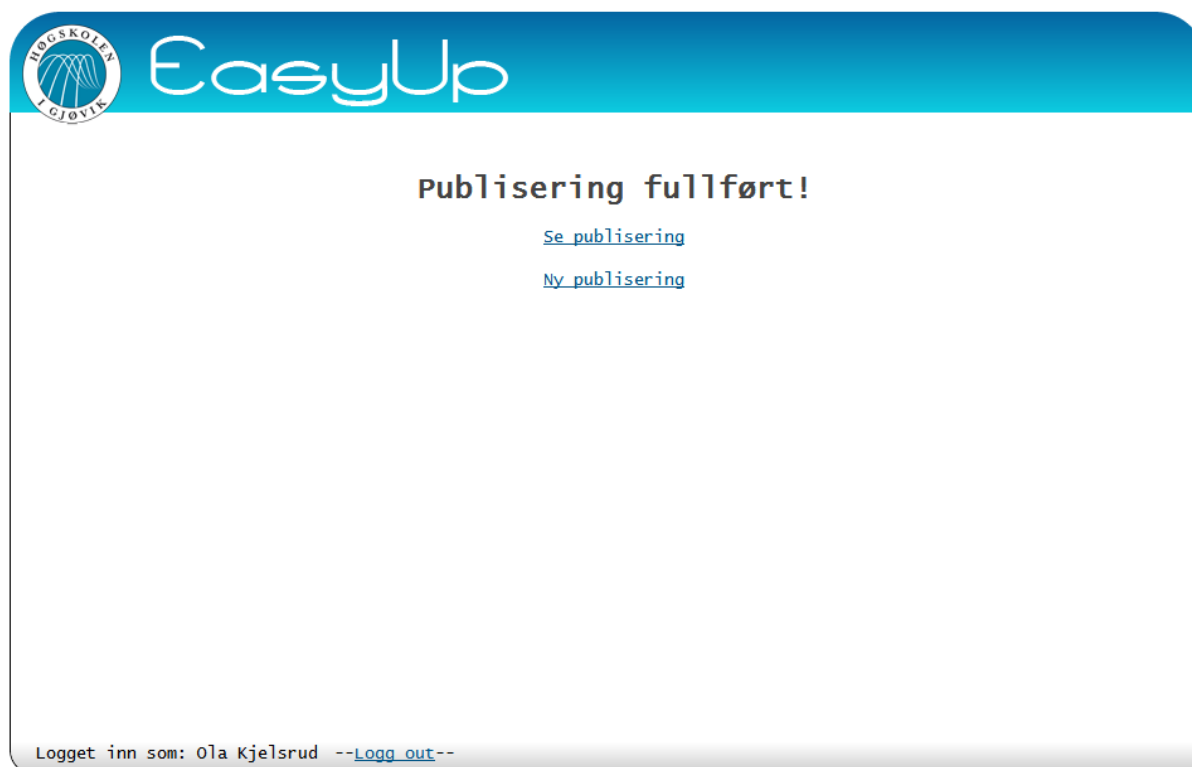 HØGSKOLEN I GJØVIK
EasyUp
Publisering fullført!
Se publisering
Ny publisering
Logget inn som: Ola Kjelsrud --Logg out--